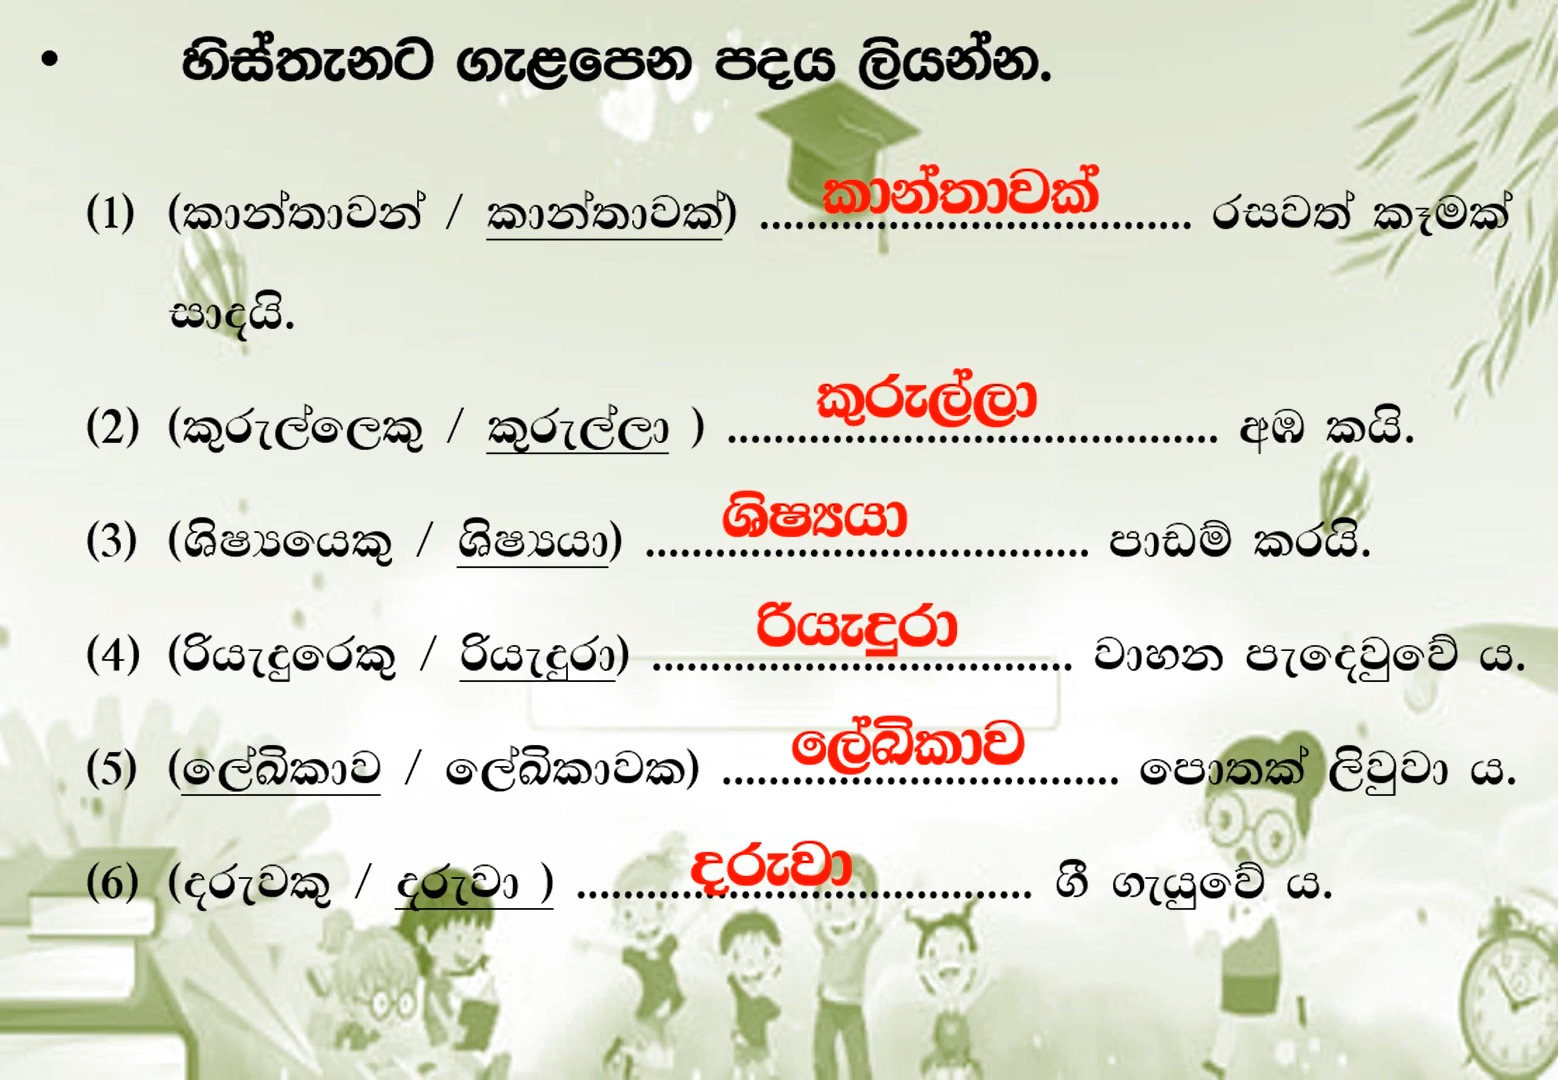 • හිස්තැනට ගැළපෙන පදය ලියන්න.
(1) (කාන්තාවන් / කාන්තාවක්) .....කාන්තාවක්..... රසවත් කෑමක්
සාදයි.
(2) (කුරුල්ලෙකු / කුරුල්ලා ) .....කුරුල්ලා..... අඹ කයි.
(3) (ශිෂ්‍යයෙකු / ශිෂ්‍යයා) .....ශිෂ්‍යයා..... පාඩම් කරයි.
(4) (රියැදුරෙකු / රියැදුරා) .....රියැදුරා..... වාහන පැදෙවුවේ ය.
(5) (ලේඛිකාව / ලේඛිකාවක) .....ලේඛිකාව..... පොතක් ලිවුවා ය.
(6) (දරුවකු / දරුවා ) .....දරුවා..... ගී ගැයුවේ ය.